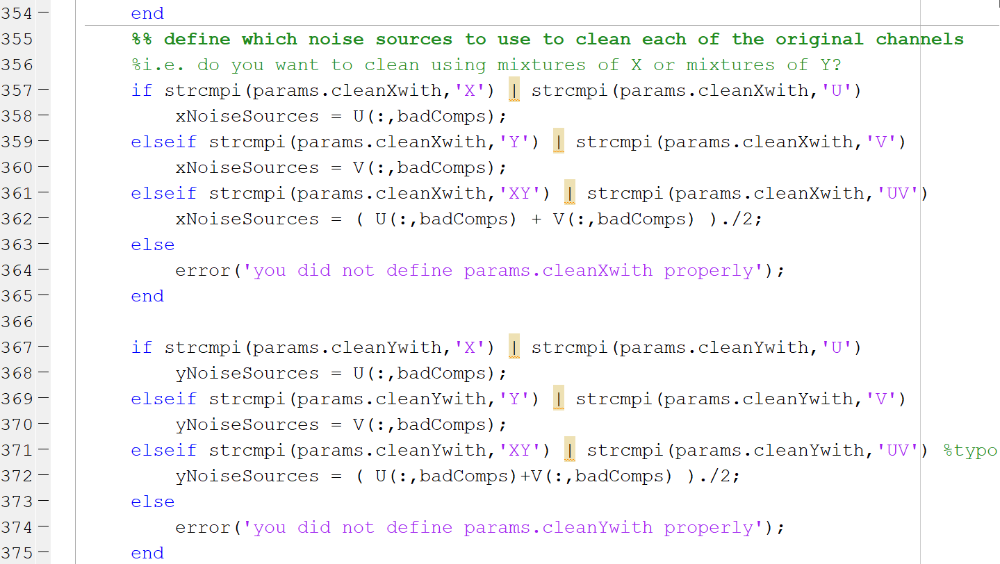 354 end
355 %% define which noise sources to use to clean each of the original channels
356 %i.e. do you want to clean using mixtures of X or mixtures of Y?
357 if strcmpi(params.cleanXwith,'X') | strcmpi(params.cleanXwith,'U')
358 xNoiseSources = U(:,badComps);
359 elseif strcmpi(params.cleanXwith,'Y') | strcmpi(params.cleanXwith,'V')
360 xNoiseSources = V(:,badComps);
361 elseif strcmpi(params.cleanXwith,'XY') | strcmpi(params.cleanXwith,'UV')
362 xNoiseSources = ( U(:,badComps) + V(:,badComps) )./2;
363 else
364 error('you did not define params.cleanXwith properly');
365 end
366
367 if strcmpi(params.cleanYwith,'X') | strcmpi(params.cleanYwith,'U')
368 yNoiseSources = U(:,badComps);
369 elseif strcmpi(params.cleanYwith,'Y') | strcmpi(params.cleanYwith,'V')
370 yNoiseSources = V(:,badComps);
371 elseif strcmpi(params.cleanYwith,'XY') | strcmpi(params.cleanYwith,'UV') %typo
372 yNoiseSources = ( U(:,badComps)+V(:,badComps) )./2;
373 else
374 error('you did not define params.cleanYwith properly');
375 end